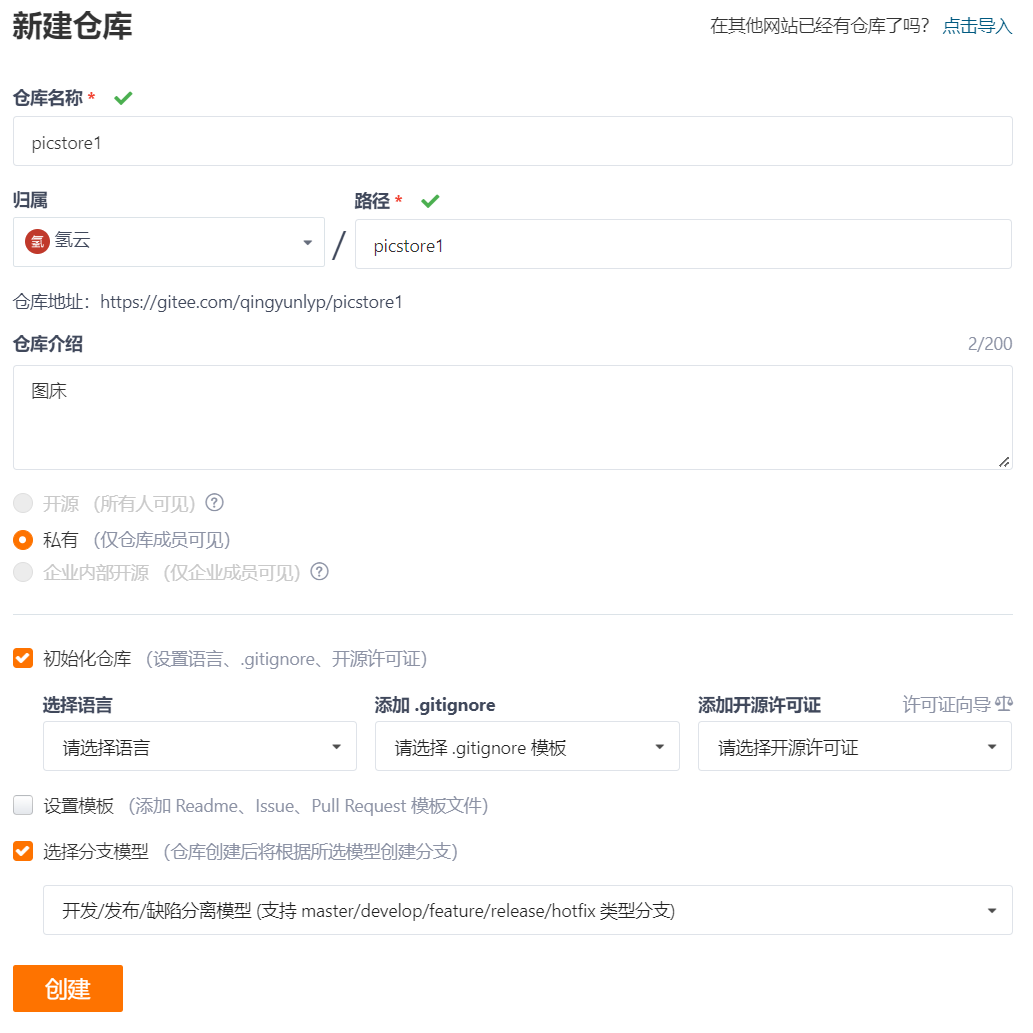 新建仓库
在其他网站已经有仓库了吗? 点击导入
仓库名称 *
picstore1
归属
路径 *
氢 氢云
/
picstore1
仓库地址：https://gitee.com/qingyunlyp/picstore1
仓库介绍 2/200
图床
开源 (所有人可见) ?
私有 (仅仓库成员可见)
企业内部开源 (仅企业成员可见) ?
初始化仓库 (设置语言、.gitignore、开源许可证)
选择语言 添加 .gitignore 添加开源许可证 许可证向导
请选择语言 请选择 .gitignore 模板 请选择开源许可证
设置模板 (添加 Readme、Issue、Pull Request 模板文件)
选择分支模型 (仓库创建后将根据所选模型创建分支)
开发/发布/缺陷分离模型 (支持 master/develop/feature/release/hotfix 类型分支)
创建